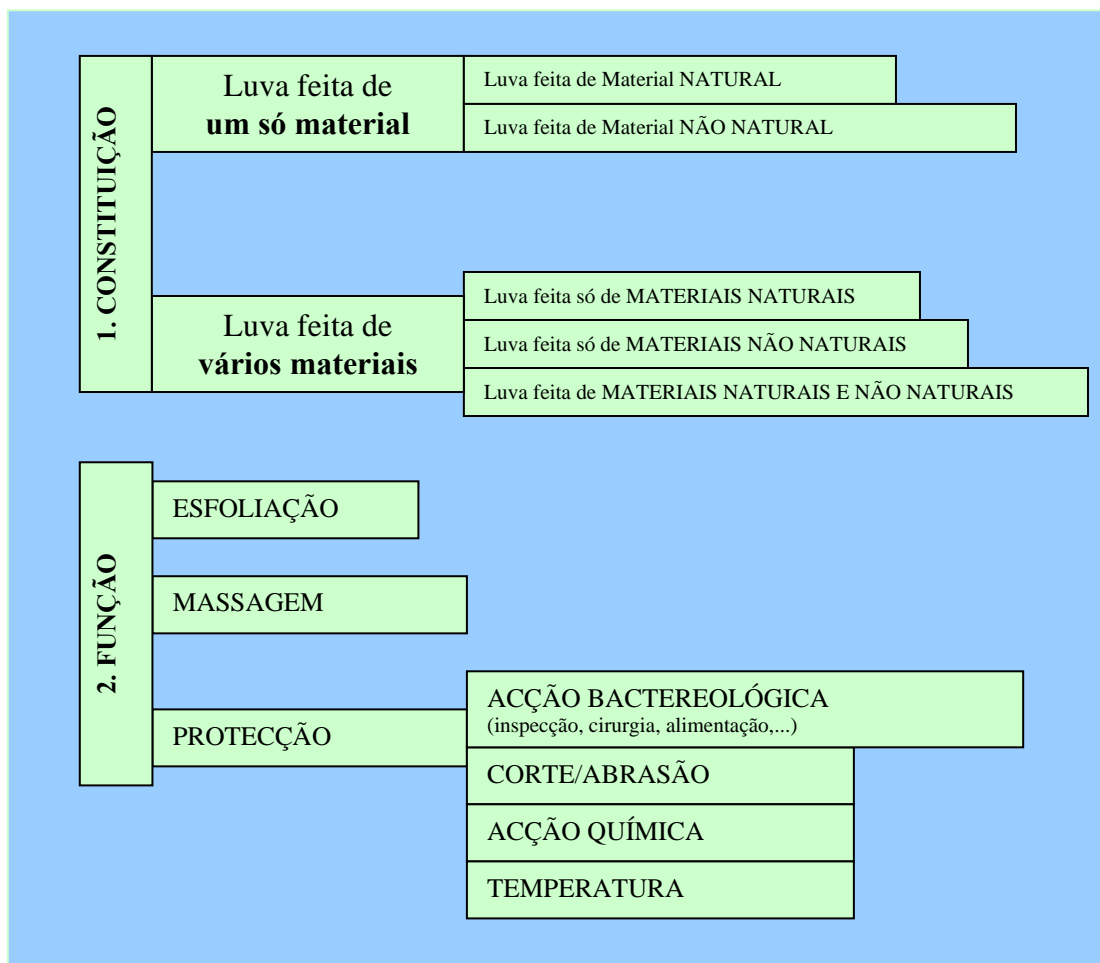 1. CONSTITUIÇÃO
Luva feita de
um só material
Luva feita de Material NATURAL
Luva feita de Material NÃO NATURAL
Luva feita de
vários materiais
Luva feita só de MATERIAIS NATURAIS
Luva feita só de MATERIAIS NÃO NATURAIS
Luva feita de MATERIAIS NATURAIS E NÃO NATURAIS
2. FUNÇÃO
ESFOLIAÇÃO
MASSAGEM
PROTECÇÃO
ACÇÃO BACTEREOLÓGICA
(inspecção, cirurgia, alimentação,...)
CORTE/ABRASÃO
ACÇÃO QUÍMICA
TEMPERATURA